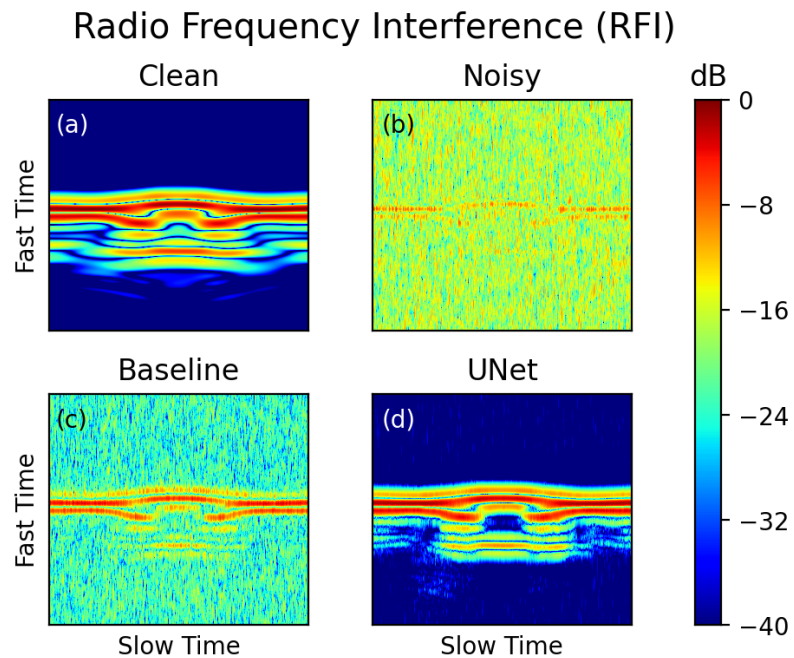 Radio Frequency Interference (RFI)
Clean
Noisy
dB
(a)
(b)
Fast Time
0
−8
−16
−24
−32
−40
Baseline
UNet
(c)
(d)
Fast Time
Slow Time
Slow Time